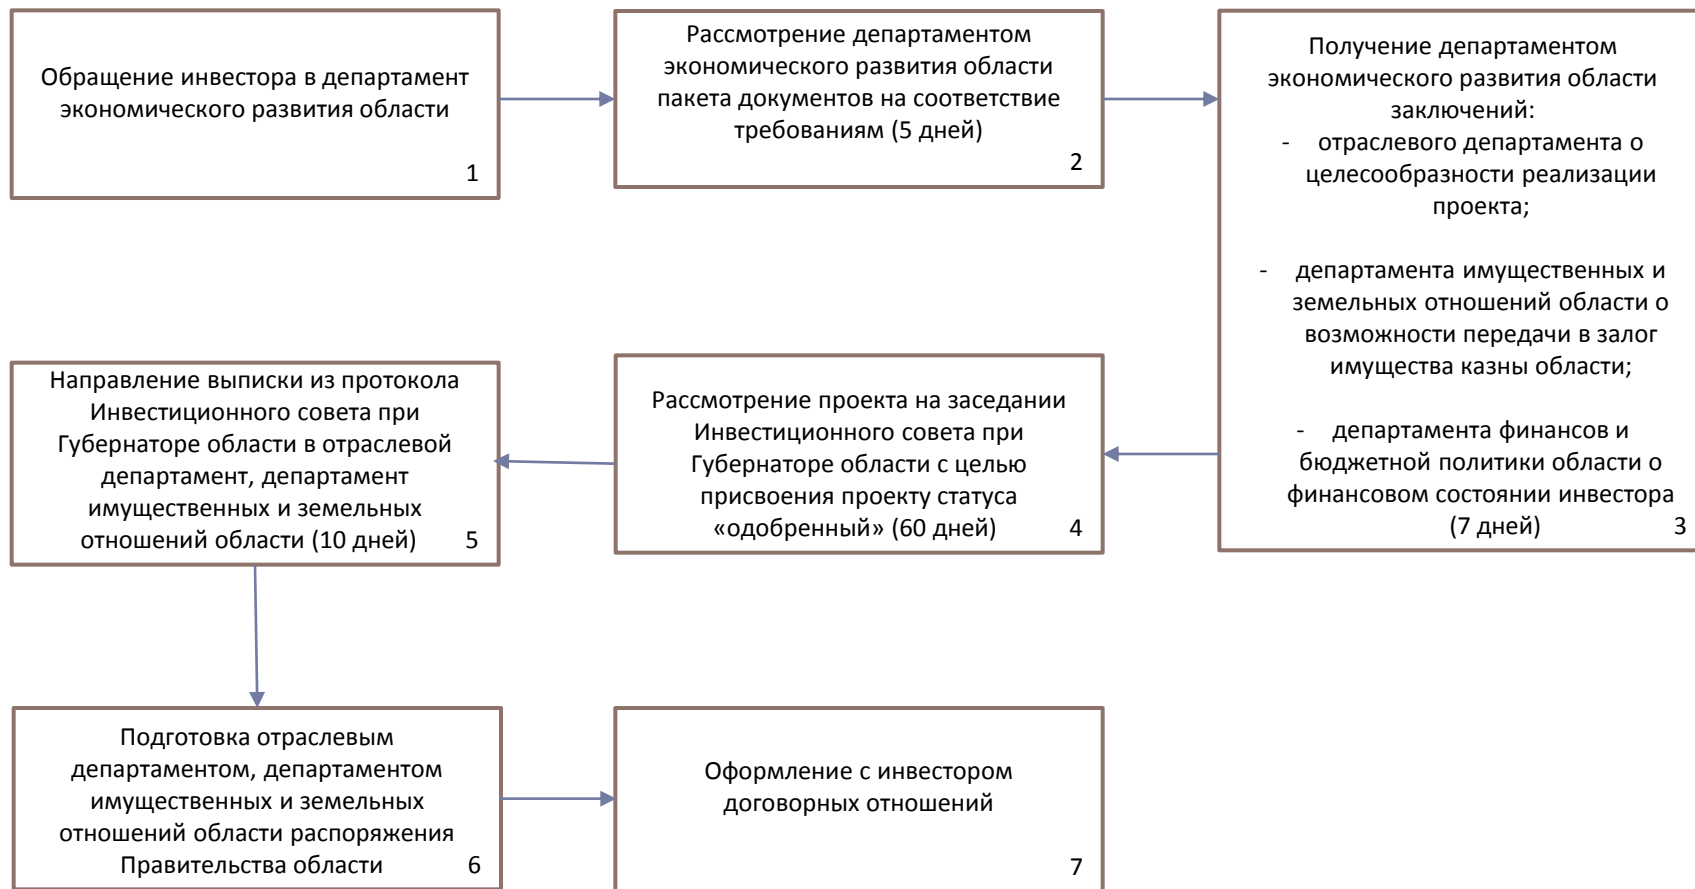 Обращение инвестора в департамент
экономического развития области
1
Рассмотрение департаментом
экономического развития области
пакета документов на соответствие
требованиям (5 дней)
2
Получение департаментом
экономического развития области
заключений:
- отраслевого департамента о
целесообразности реализации
проекта;
- департамента имущественных и
земельных отношений области о
возможности передачи в залог
имущества казны области;
- департамента финансов и
бюджетной политики области о
финансовом состоянии инвестора
(7 дней) 3
Рассмотрение проекта на заседании
Инвестиционного совета при
Губернаторе области с целью
присвоения проекту статуса
«одобренный» (60 дней) 4
Направление выписки из протокола
Инвестиционного совета при
Губернаторе области в отраслевой
департамент, департамент
имущественных и земельных
отношений области (10 дней) 5
Подготовка отраслевым
департаментом, департаментом
имущественных и земельных
отношений области распоряжения
Правительства области 6
Оформление с инвестором
договорных отношений
7